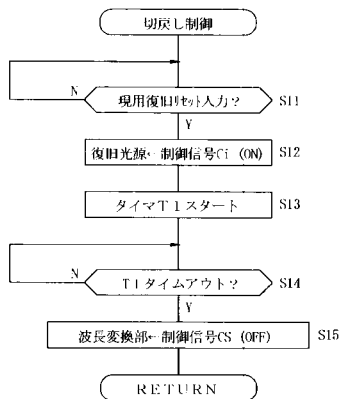 切戻し制御
N
現用復旧リセット入力？ S11
Y
復旧光源←制御信号Ci (ON) S12
タイマT1スタート S13
N
T1タイムアウト？ S14
Y
波長変換部←制御信号CS (OFF) S15
RETURN